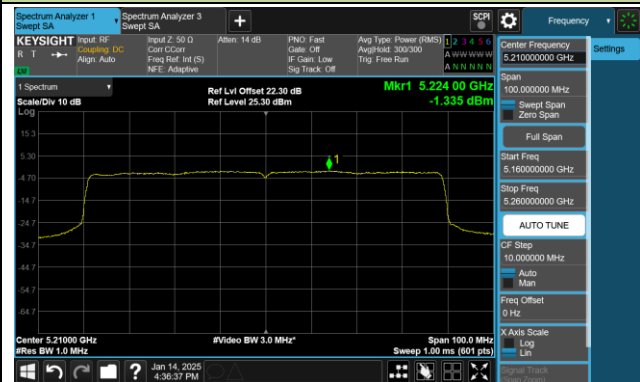 Spectrum Analyzer 1
Swept SA
Spectrum Analyzer 3
Swept SA
+
SCPI
Frequency
KEYSIGHT
R T
LXI
Input: RF
Coupling: DC
Align: Auto
Input Z: 50 Ω
Corr CCorr
Freq Ref: Int (S)
NFE: Adaptive
Atten: 14 dB
PNO: Fast
Gate: Off
IF Gain: Low
Sig Track: Off
Avg Type: Power (RMS)
Avg|Hold: 300/300
Trig: Free Run
1 2 3 4 5 6
A W W W W W
A N N N N N
1 Spectrum
Scale/Div 10 dB
Log
Ref Lvl Offset 22.30 dB
Ref Level 25.30 dBm
Mkr1 5.224 00 GHz
-1.335 dBm
15.3
5.30
-4.70
-14.7
-24.7
-34.7
-44.7
-54.7
-64.7
1
Center 5.21000 GHz
#Res BW 1.0 MHz
#Video BW 3.0 MHz*
Span 100.0 MHz
Sweep 1.00 ms (601 pts)
Jan 14, 2025
4:36:37 PM
Center Frequency
5.210000000 GHz
Span
100.000000 MHz
Swept Span
Zero Span
Full Span
Start Freq
5.160000000 GHz
Stop Freq
5.260000000 GHz
AUTO TUNE
CF Step
10.000000 MHz
Auto
Man
Freq Offset
0 Hz
X Axis Scale
Log
Lin
Signal Track
(Span Zoom)
Settings